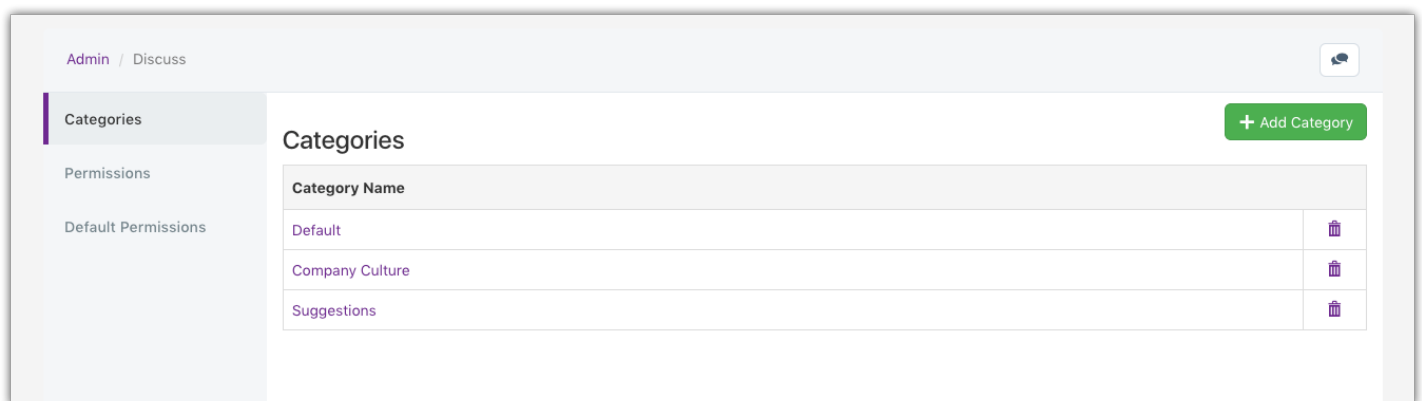 Admin / Discuss
Categories
Permissions
Default Permissions
Categories
Add Category
Category Name
Default
Company Culture
Suggestions